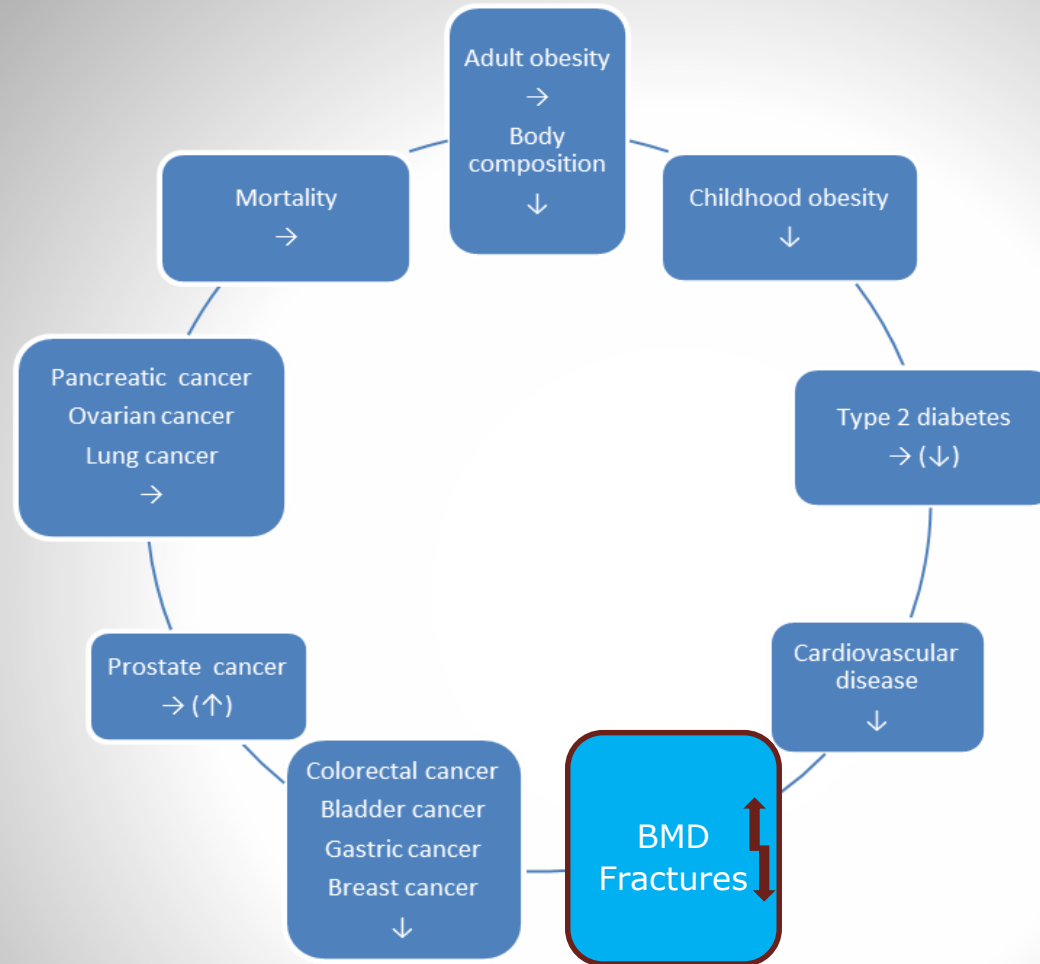 Adult obesity
→
Body
composition
↓
Childhood obesity
↓
Type 2 diabetes
→ (↓)
Cardiovascular
disease
↓
BMD
Fractures
Colorectal cancer
Bladder cancer
Gastric cancer
Breast cancer
↓
Prostate cancer
→ (↑)
Pancreatic cancer
Ovarian cancer
Lung cancer
→
Mortality
→